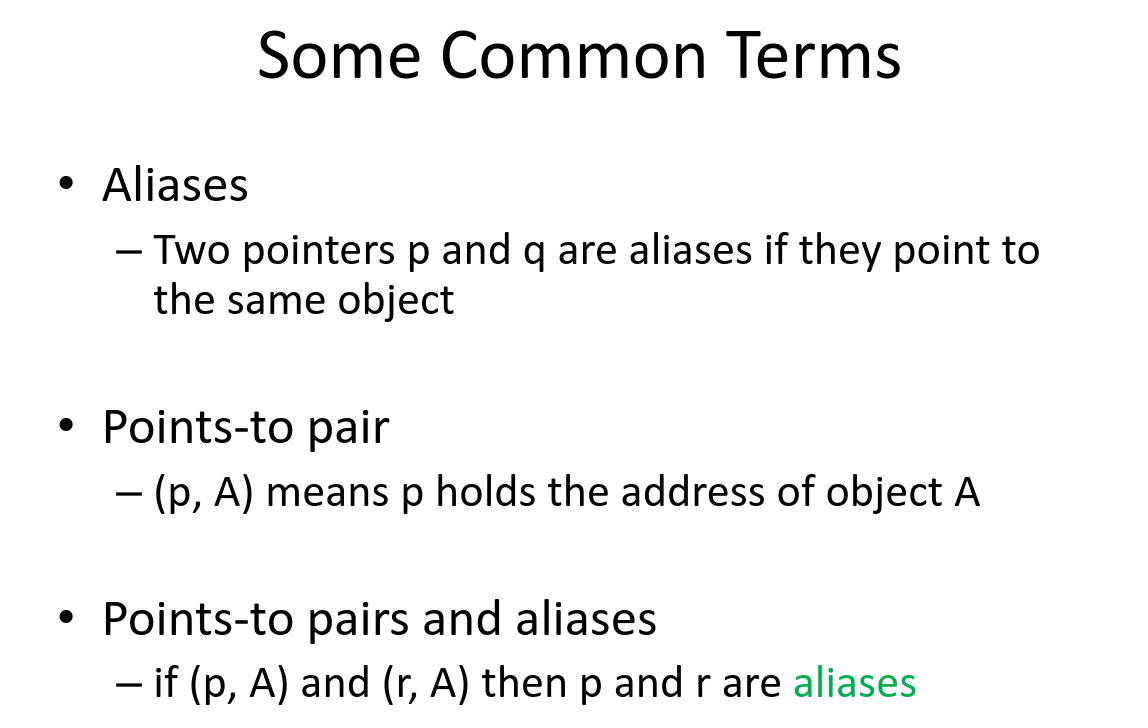 Some Common Terms
• Aliases
– Two pointers p and q are aliases if they point to
the same object
• Points-to pair
– (p, A) means p holds the address of object A
• Points-to pairs and aliases
– if (p, A) and (r, A) then p and r are aliases